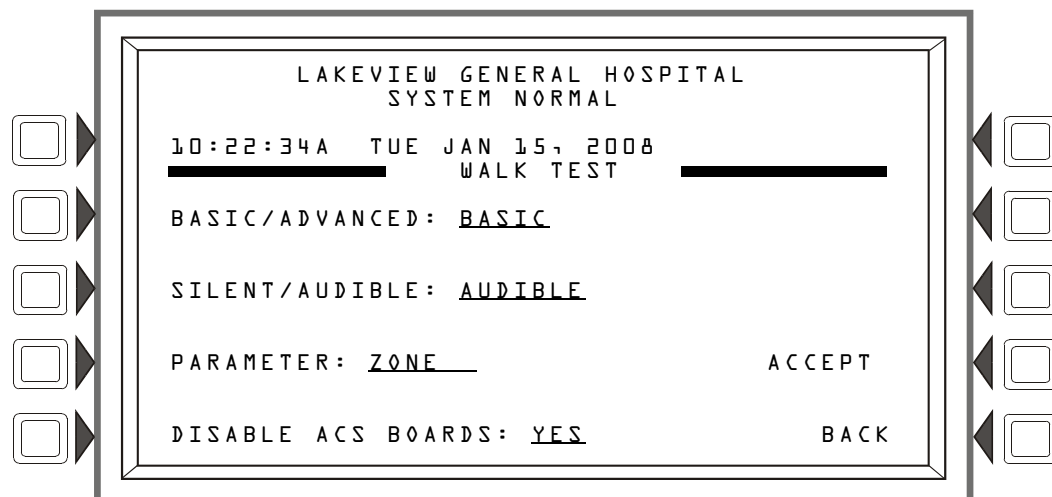 LAKEVIEW GENERAL HOSPITAL
SYSTEM NORMAL
10:22:34A TUE JAN 15, 2008
WALK TEST
BASIC/ADVANCED: BASIC
SILENT/AUDIBLE: AUDIBLE
PARAMETER: ZONE ACCEPT
DISABLE ACS BOARDS: YES BACK